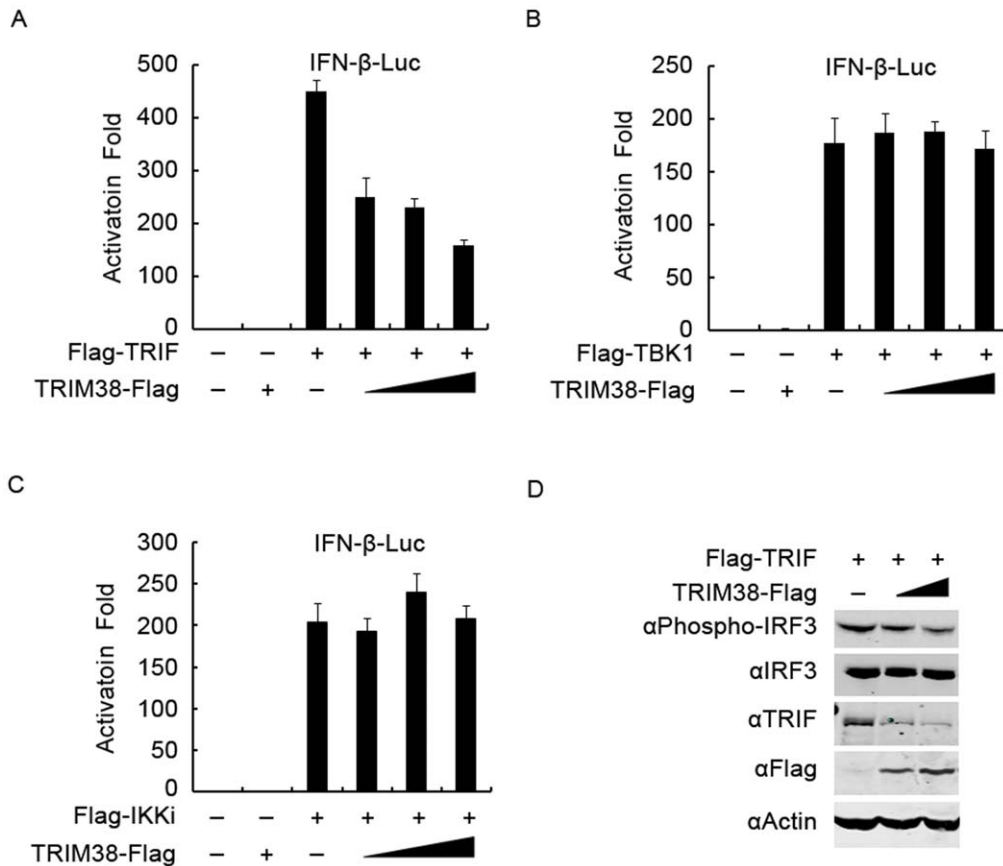 A
IFN-β-Luc
Activatoin Fold
500
400
300
200
100
0
Flag-TRIF – – + + + +
TRIM38-Flag – + –
B
IFN-β-Luc
Activatoin Fold
250
200
150
100
50
0
Flag-TBK1 – – + + + +
TRIM38-Flag – + –
C
IFN-β-Luc
Activatoin Fold
300
250
200
150
100
50
0
Flag-IKKi – – + + + +
TRIM38-Flag – + –
D
Flag-TRIF + + +
TRIM38-Flag –
αPhospho-IRF3
αIRF3
αTRIF
αFlag
αActin